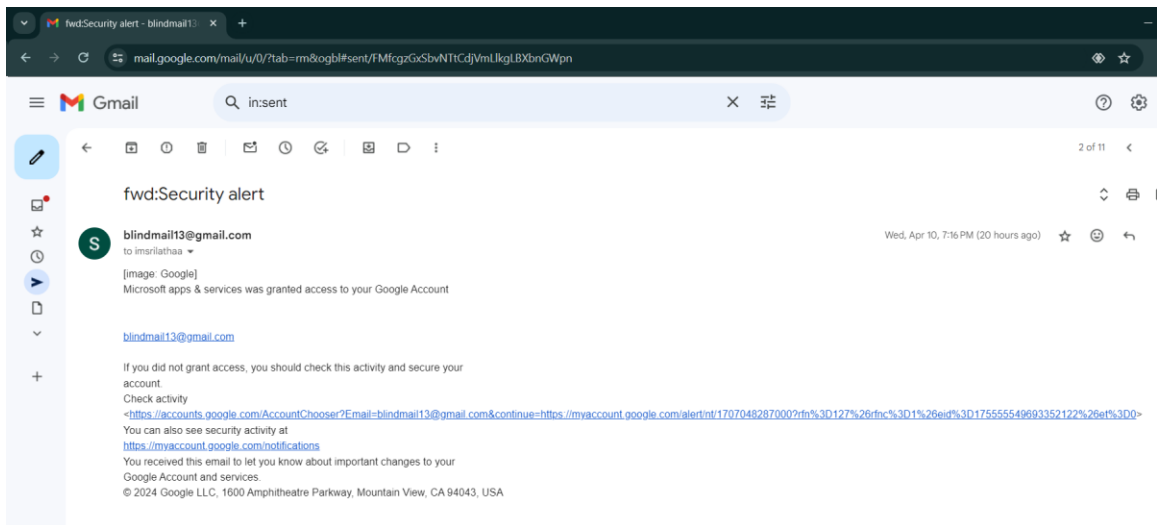 fwd:Security alert - blindmail13
mail.google.com/mail/u/0/?tab=rm&ogbl#sent/FMfcgzGxSbvNTtCdjVmLlkgLBXbnGWpn
Gmail
in:sent
2 of 11
fwd:Security alert
S
blindmail13@gmail.com
Wed, Apr 10, 7:16 PM (20 hours ago)
to imsrilathaa
[image: Google]
Microsoft apps & services was granted access to your Google Account
blindmail13@gmail.com
If you did not grant access, you should check this activity and secure your
account.
Check activity
<https://accounts.google.com/AccountChooser?Email=blindmail13@gmail.com&continue=https://myaccount.google.com/alert/nt/1707048287000?rfn%3D127%26rfnc%3D1%26eid%3D175555549693352122%26et%3D0>
You can also see security activity at
https://myaccount.google.com/notifications
You received this email to let you know about important changes to your
Google Account and services.
© 2024 Google LLC, 1600 Amphitheatre Parkway, Mountain View, CA 94043, USA